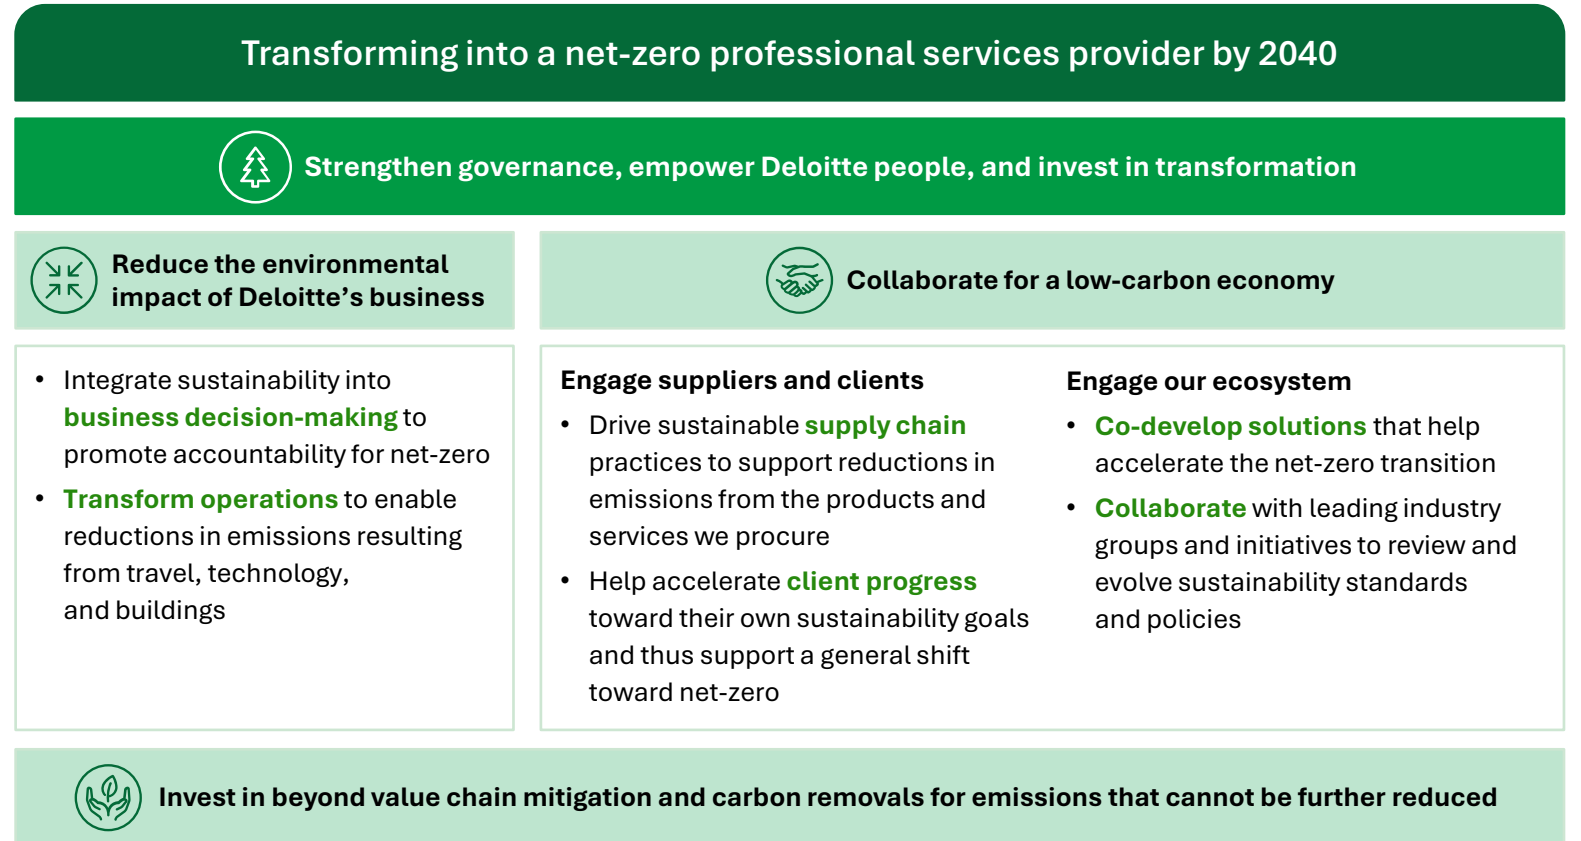 Transforming into a net-zero professional services provider by 2040
Strengthen governance, empower Deloitte people, and invest in transformation
Reduce the environmental
impact of Deloitte’s business
• Integrate sustainability into
business decision-making to
promote accountability for net-zero
• Transform operations to enable
reductions in emissions resulting
from travel, technology,
and buildings
Collaborate for a low-carbon economy
Engage suppliers and clients
• Drive sustainable supply chain
practices to support reductions in
emissions from the products and
services we procure
• Help accelerate client progress
toward their own sustainability goals
and thus support a general shift
toward net-zero
Engage our ecosystem
• Co-develop solutions that help
accelerate the net-zero transition
• Collaborate with leading industry
groups and initiatives to review and
evolve sustainability standards
and policies
Invest in beyond value chain mitigation and carbon removals for emissions that cannot be further reduced